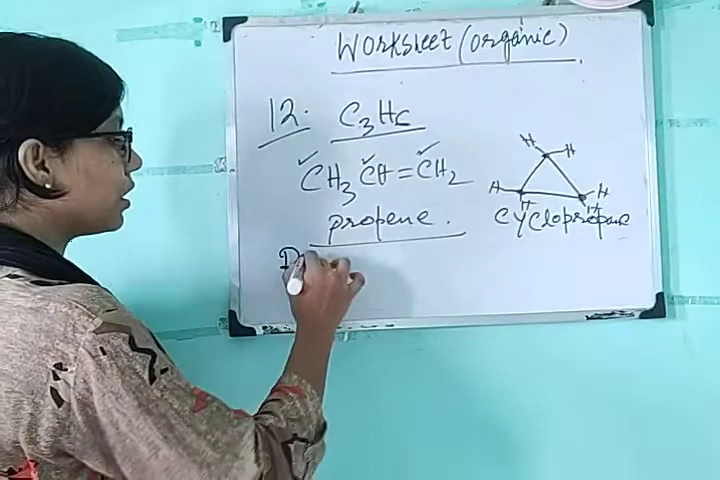 Worksheet (organic)
12. C3H6
CH3 CH = CH2
propene.
H H
H H
H H
Cyclopropane
D